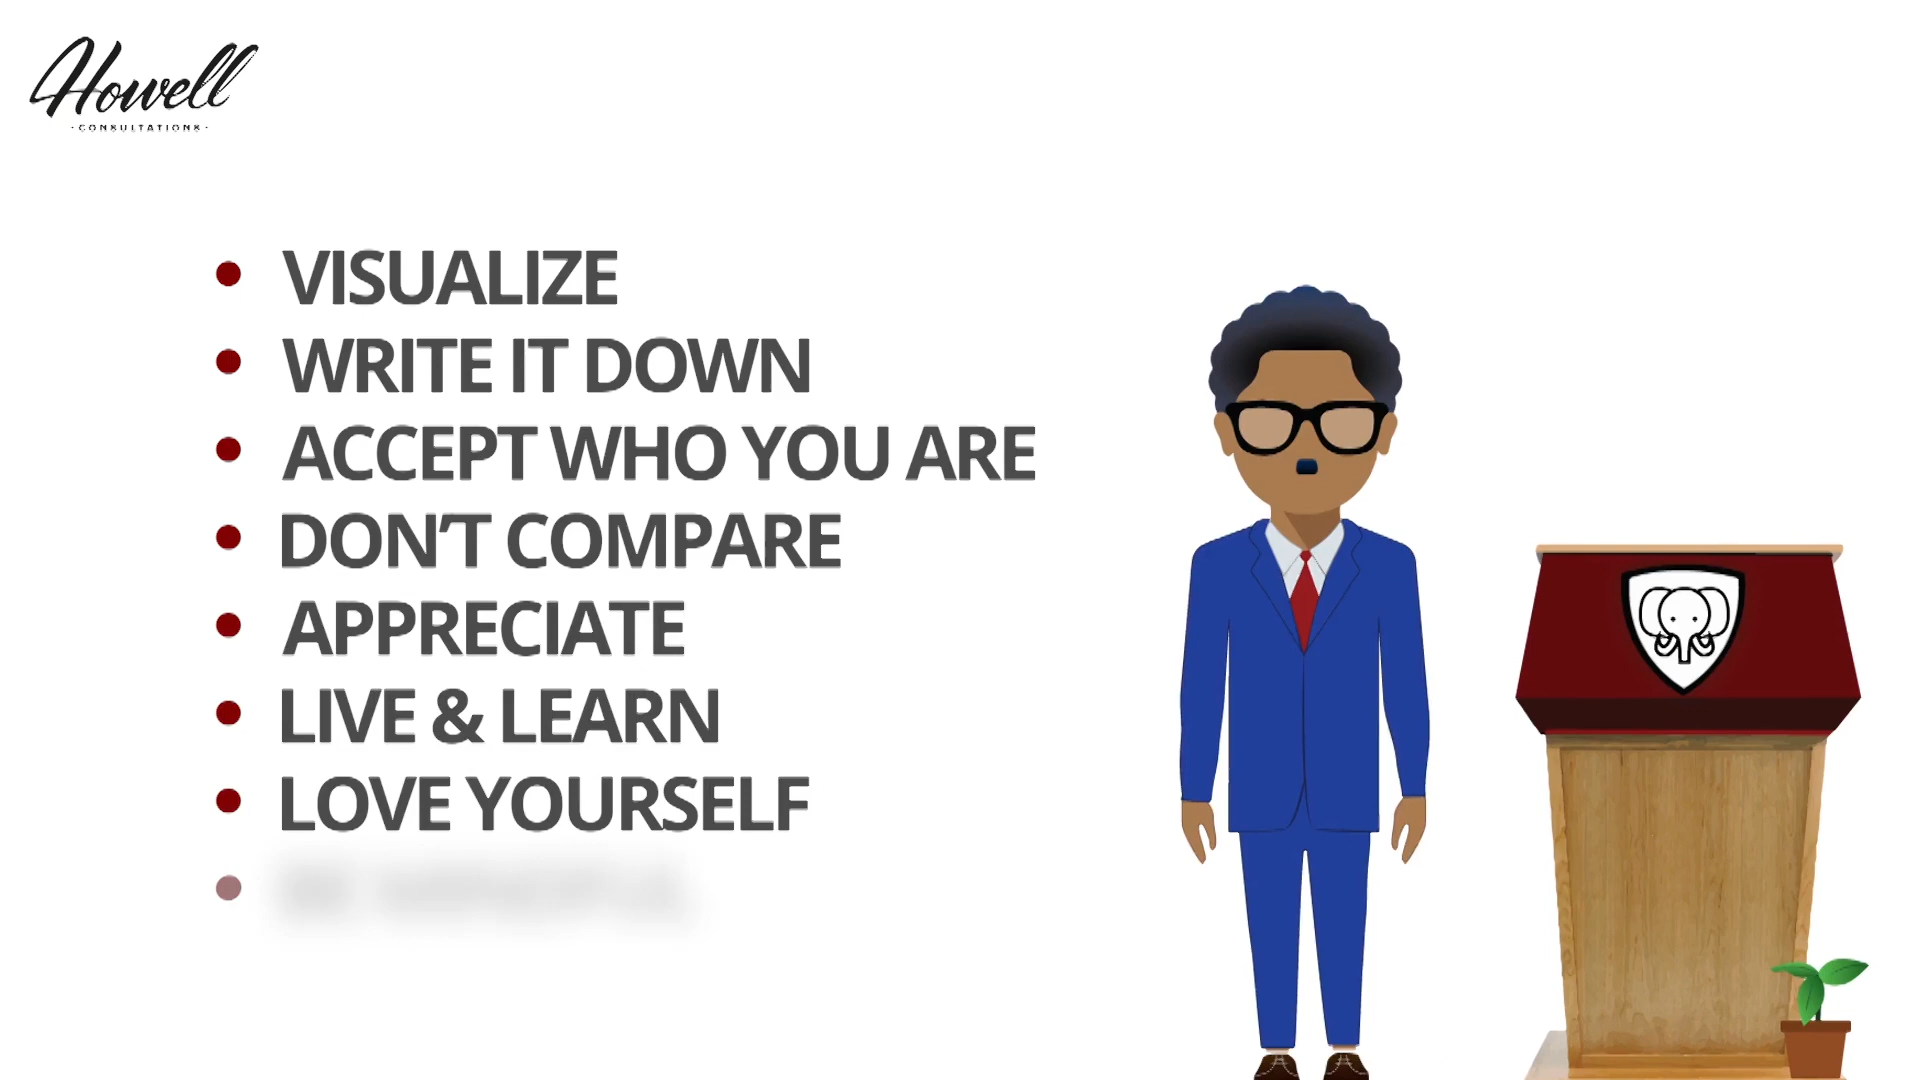 Howell
·CONSULTATIONS·
• VISUALIZE
• WRITE IT DOWN
• ACCEPT WHO YOU ARE
• DON'T COMPARE
• APPRECIATE
• LIVE & LEARN
• LOVE YOURSELF